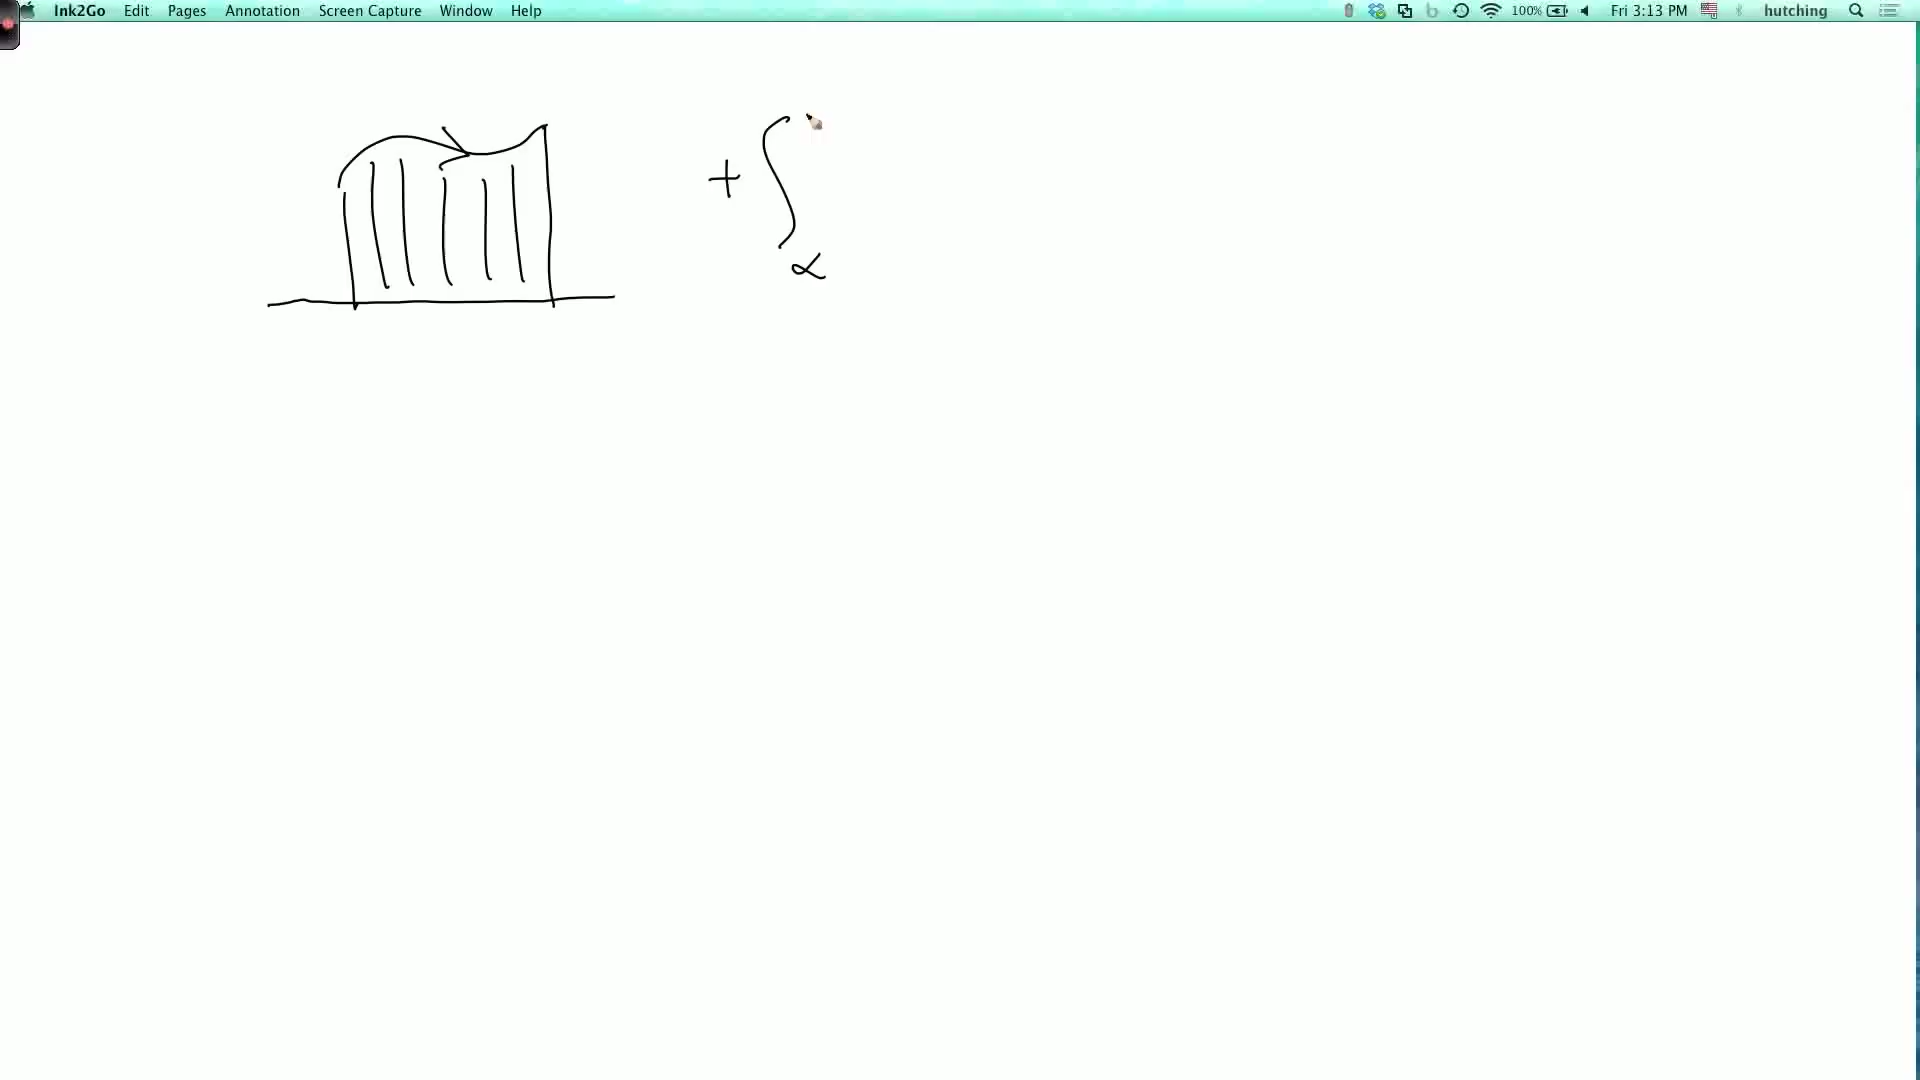 Ink2Go Edit Pages Annotation Screen Capture Window Help 100% Fri 3:13 PM hutching
+ ∫
α